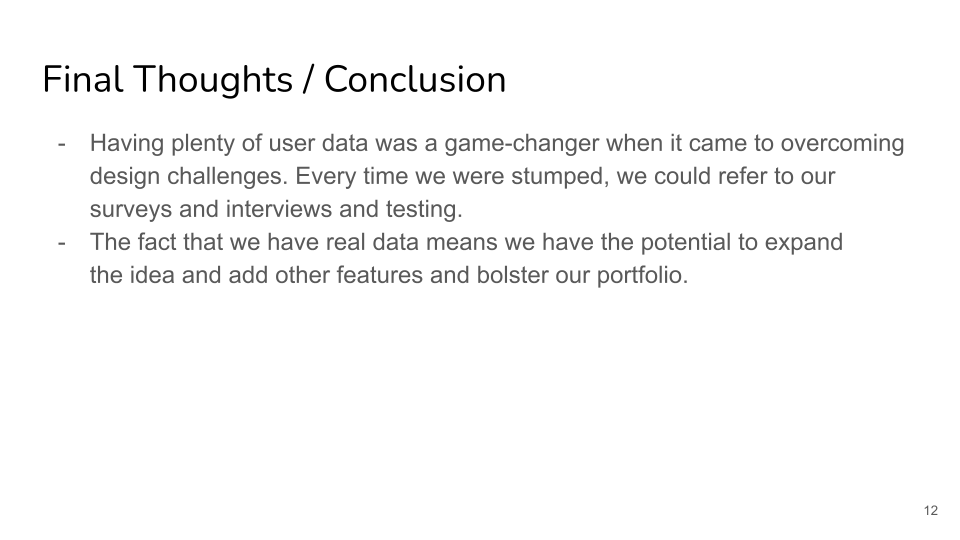 Final Thoughts / Conclusion
- Having plenty of user data was a game-changer when it came to overcoming
design challenges. Every time we were stumped, we could refer to our
surveys and interviews and testing.
- The fact that we have real data means we have the potential to expand
the idea and add other features and bolster our portfolio.
12